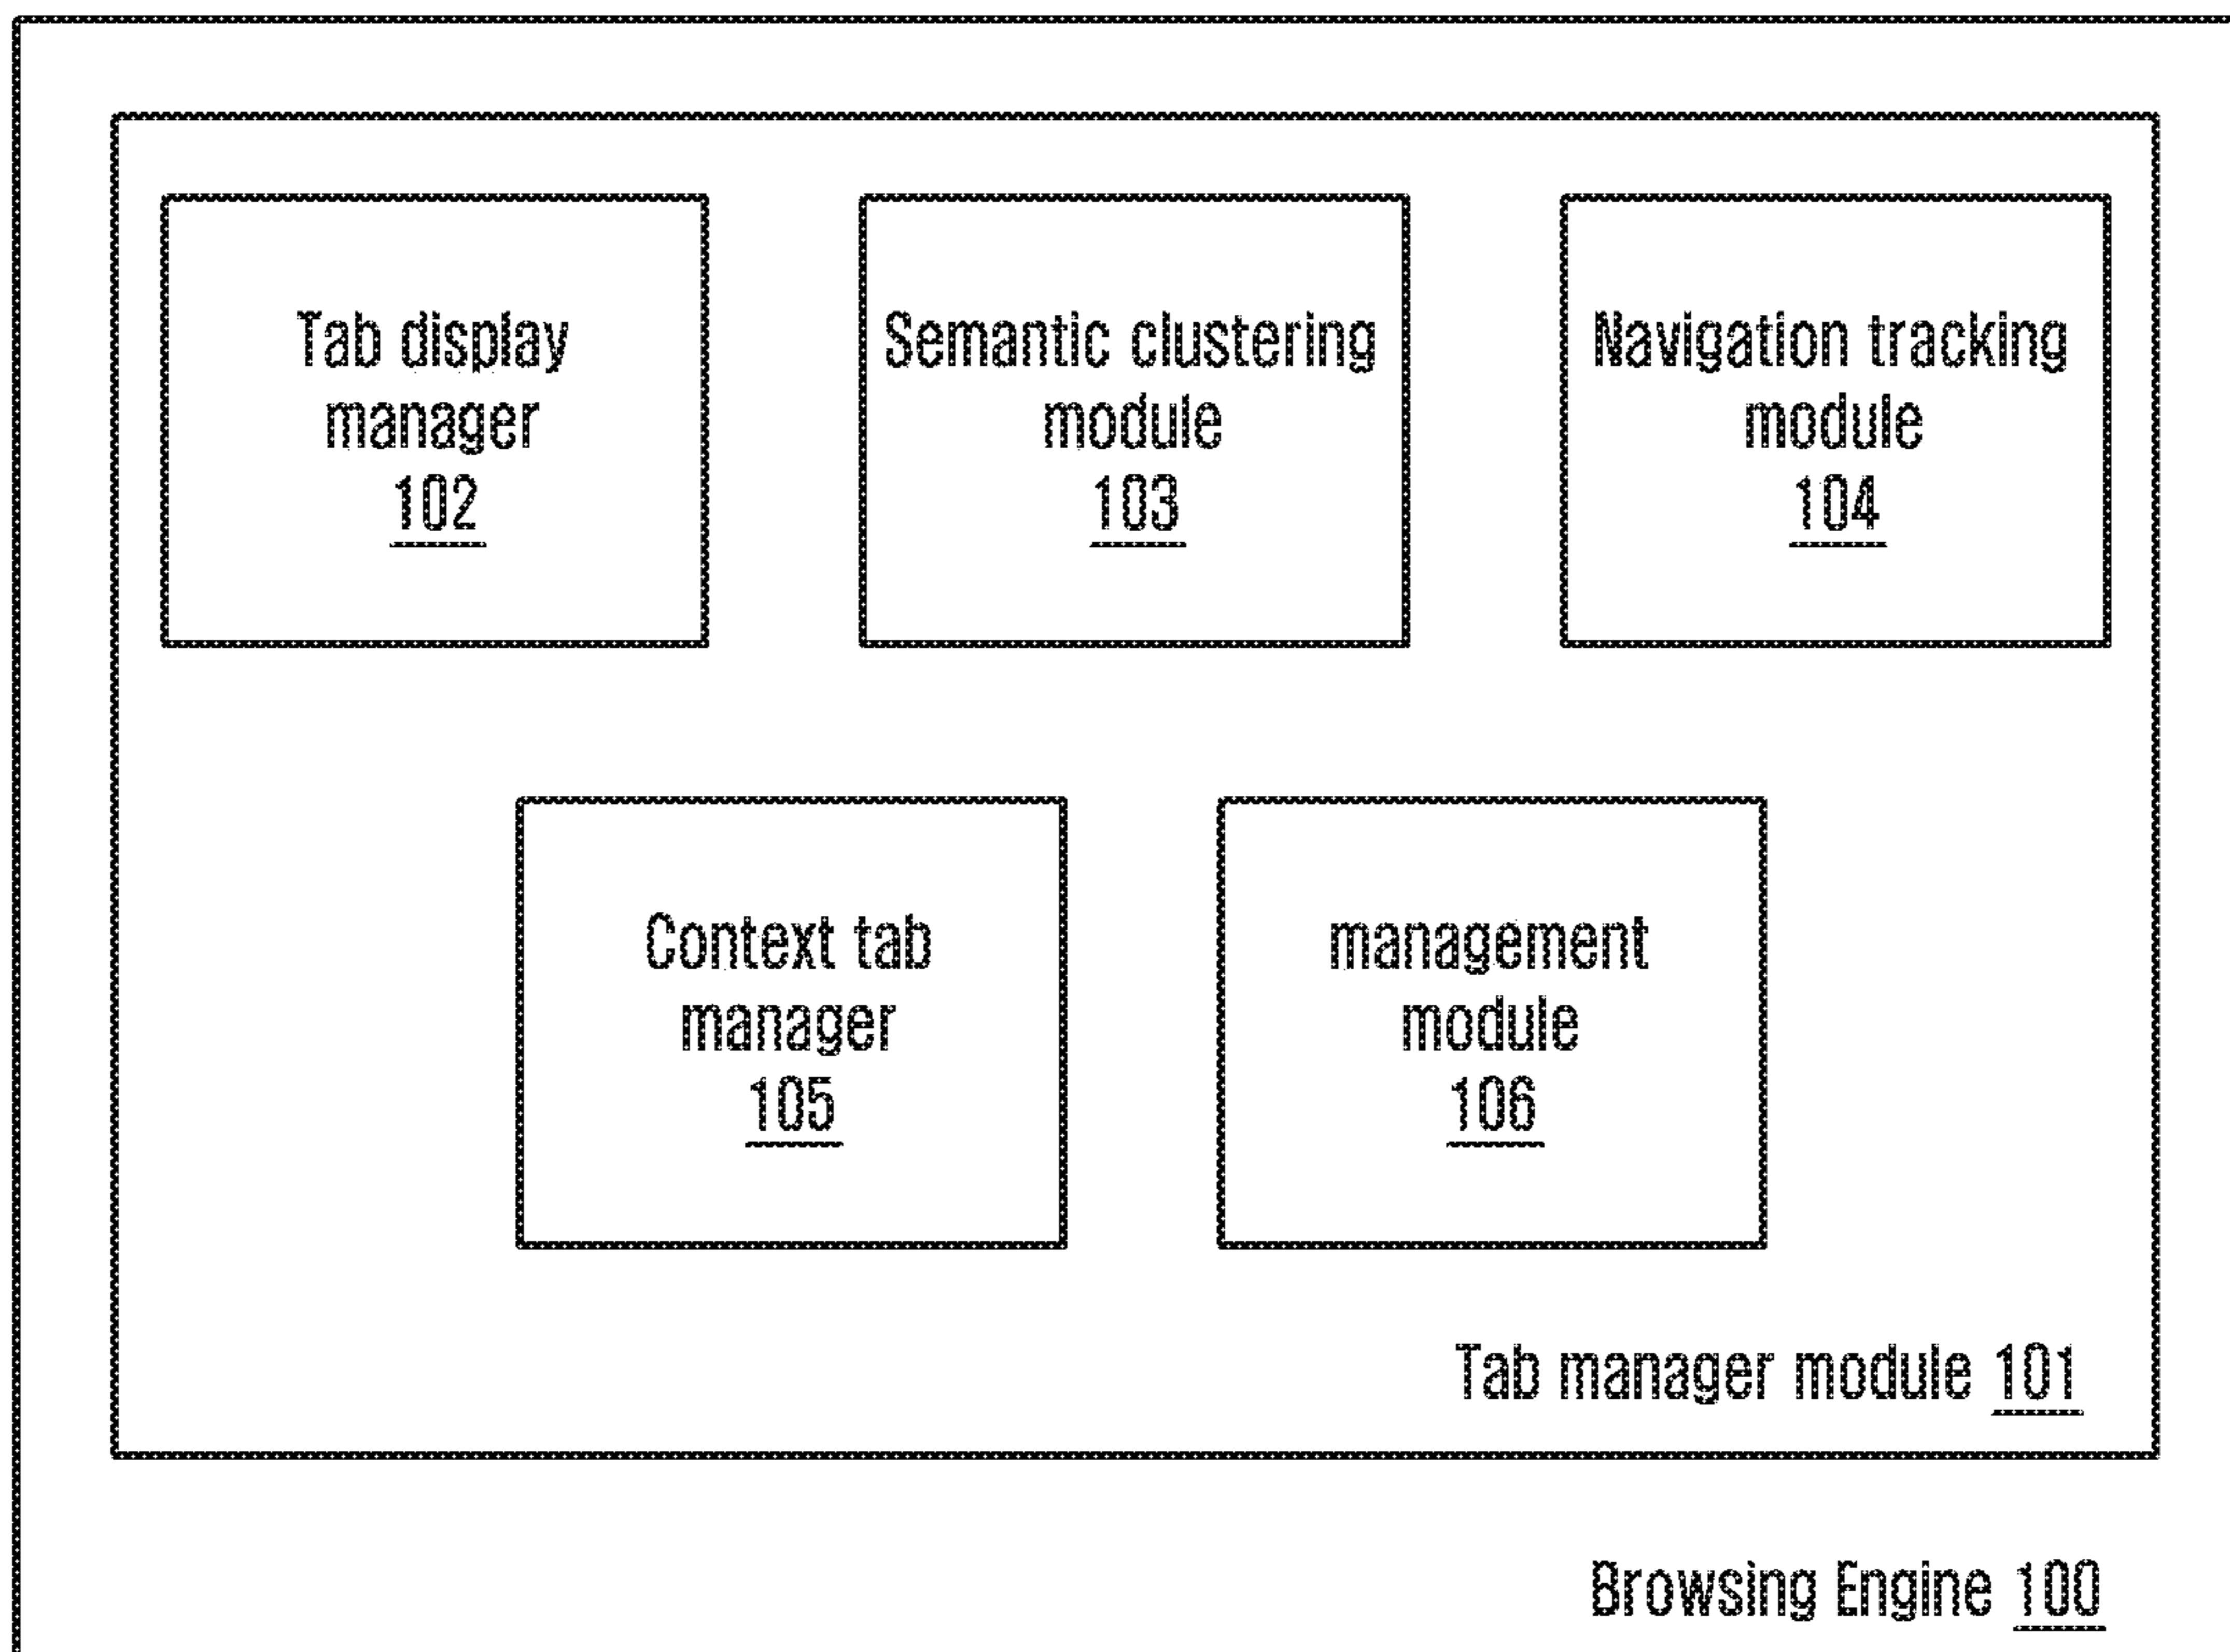 Tab display
manager
102
Semantic clustering
module
103
Navigation tracking
module
104
Context tab
manager
105
management
module
106
Tab manager module 101
Browsing Engine 100